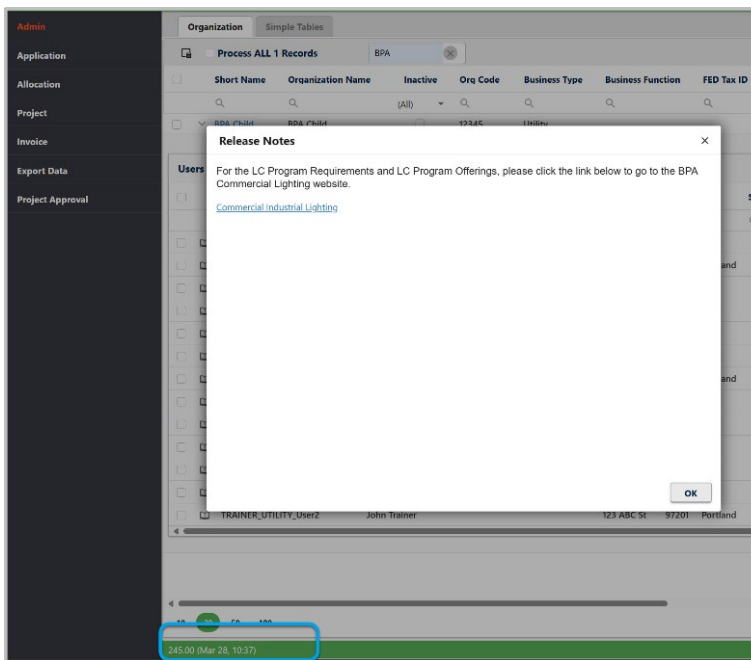 Admin
Application
Allocation
Project
Invoice
Export Data
Project Approval
Organization Simple Tables
Process ALL 1 Records BPA
Short Name Organization Name Inactive Org Code Business Type Business Function FED Tax ID
(All)
BPA Child BPA Child 12345 Utility
Users
Release Notes
For the LC Program Requirements and LC Program Offerings, please click the link below to go to the BPA
Commercial Lighting website.
Commercial Industrial Lighting
OK
TRAINER_UTILITY_User2 John Trainer 123 ABC St 97201 Portland
10 50 100
245.00 (Mar 28, 10:37)